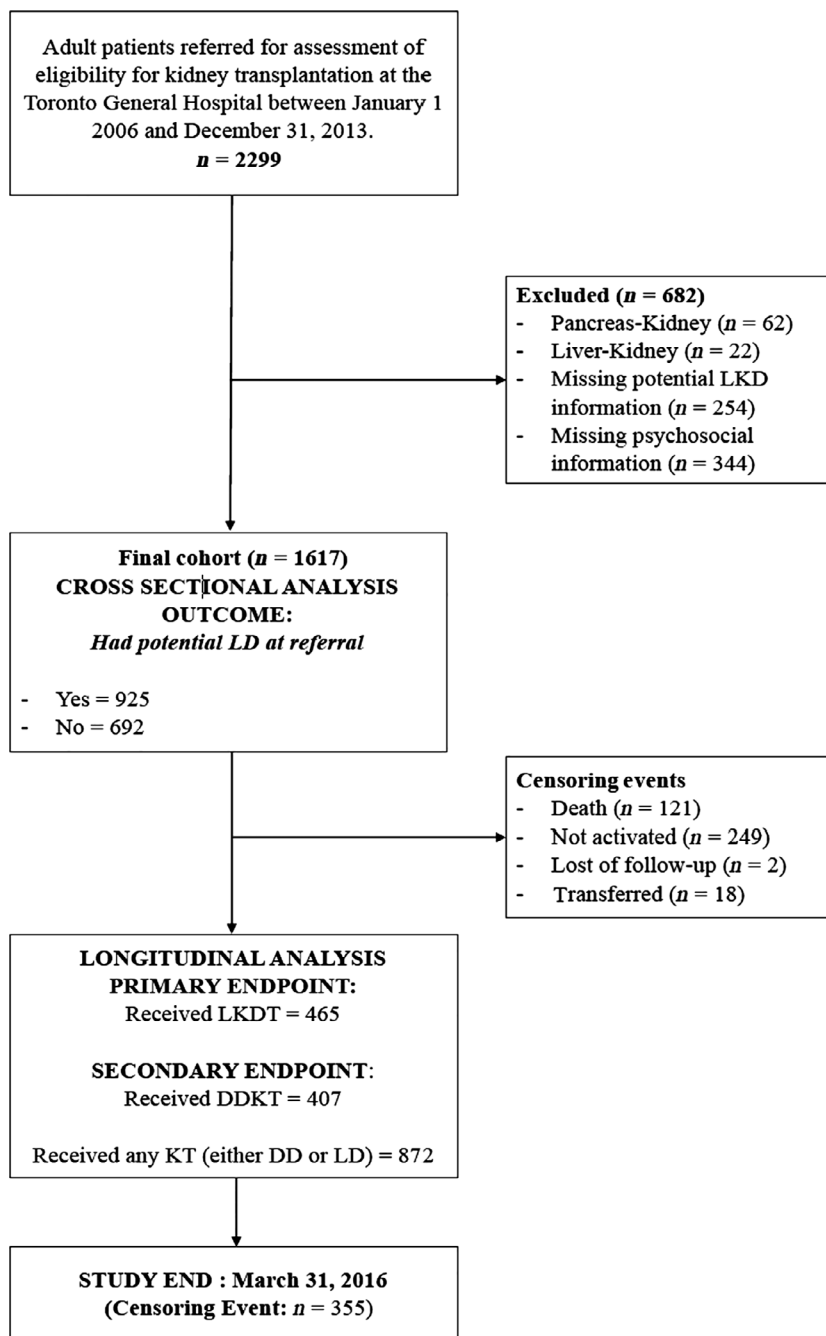 Adult patients referred for assessment of
eligibility for kidney transplantation at the
Toronto General Hospital between January 1
2006 and December 31, 2013.
n = 2299
Excluded (n = 682)
- Pancreas-Kidney (n = 62)
- Liver-Kidney (n = 22)
- Missing potential LKD
information (n = 254)
- Missing psychosocial
information (n = 344)
Final cohort (n = 1617)
CROSS SECTIONAL ANALYSIS
OUTCOME:
Had potential LD at referral
- Yes = 925
- No = 692
Censoring events
- Death (n = 121)
- Not activated (n = 249)
- Lost of follow-up (n = 2)
- Transferred (n = 18)
LONGITUDINAL ANALYSIS
PRIMARY ENDPOINT:
Received LKDT = 465
SECONDARY ENDPOINT:
Received DDKT = 407
Received any KT (either DD or LD) = 872
STUDY END : March 31, 2016
(Censoring Event: n = 355)